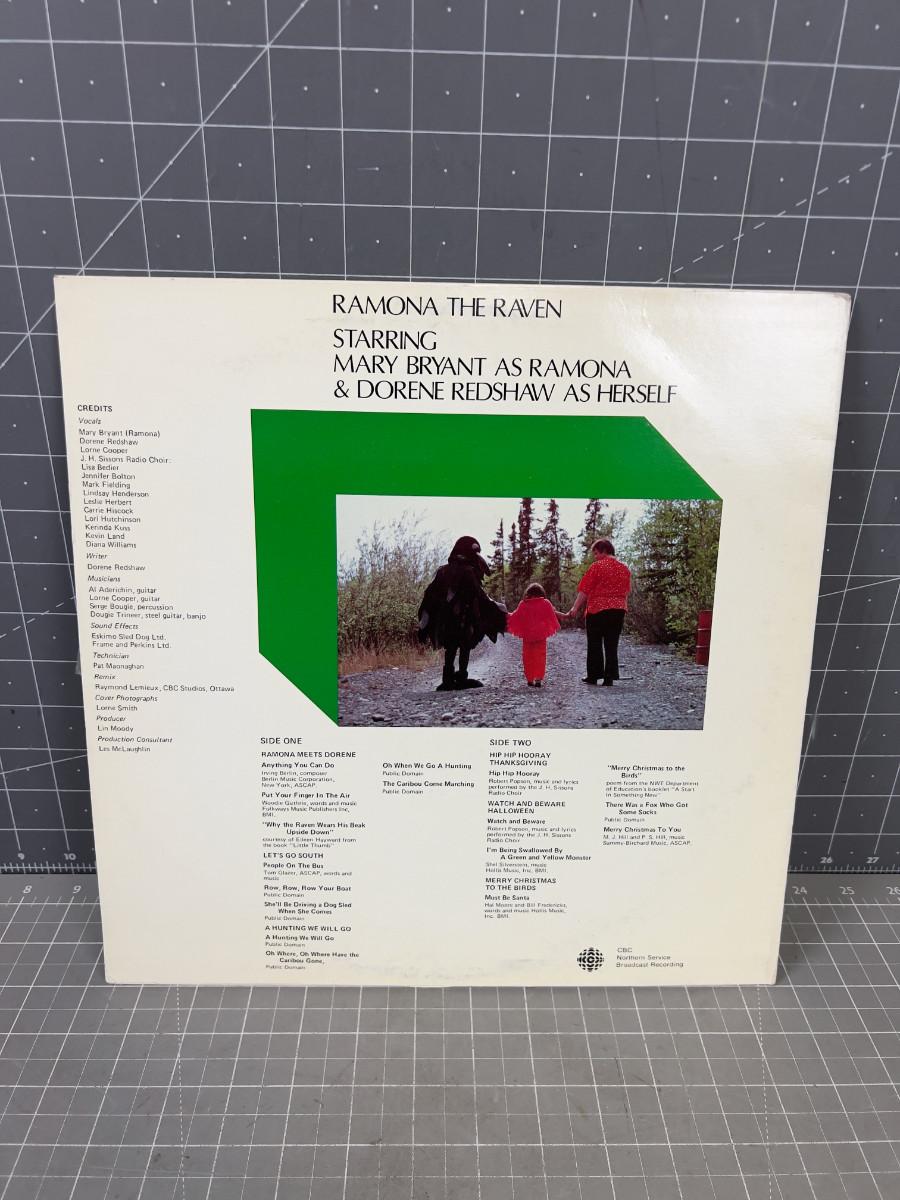 RAMONA THE RAVEN
STARRING
MARY BRYANT AS RAMONA
& DORENE REDSHAW AS HERSELF
CREDITS
Vocals
Mary Bryant (Ramona)
Dorene Redshaw
Lorne Cooper
J. H. Sissons Radio Choir:
Lisa Bedier
Jennifer Bolton
Mark Fielding
Lindsay Henderson
Leslie Herbert
Carrie Hiscock
Lori Hutchinson
Kerinda Kuss
Kevin Land
Diana Williams
Writer
Dorene Redshaw
Musicians
Al Aderichin, guitar
Lorne Cooper, guitar
Serge Bougie, percussion
Dougie Trineer, steel guitar, banjo
Sound Effects
Eskimo Sled Dog Ltd.
Frame and Perkins Ltd.
Technician
Pat Maonaghan
Remix
Raymond Lemieux, CBC Studios, Ottawa
Cover Photographs
Lorne Smith
Producer
Lin Moody
Production Consultant
Les McLaughlin
SIDE ONE
RAMONA MEETS DORENE
Anything You Can Do
Irving Berlin, composer
Berlin Music Corporation,
New York, ASCAP.
Put Your Finger In The Air
Woodie Guthrie, words and music
Folkways Music Publishers Inc,
BMI.
"Why the Raven Wears His Beak
Upside Down"
courtesy of Eileen Hayward from
the book "Little Thumb"
LET'S GO SOUTH
People On The Bus
Tom Glazer, ASCAP, words and
music
Row, Row, Row Your Boat
Public Domain
She'll Be Driving a Dog Sled
When She Comes
Public Domain
A HUNTING WE WILL GO
A Hunting We Will Go
Public Domain
Oh Where, Oh Where Have the
Caribou Gone,
Public Domain
Oh When We Go A Hunting
Public Domain
The Caribou Come Marching
Public Domain
SIDE TWO
HIP HIP HOORAY
THANKSGIVING
Hip Hip Hooray
Robert Popson, music and lyrics
performed by the J. H. Sissons
Radio Choir
WATCH AND BEWARE
HALLOWEEN
Watch and Beware
Robert Popson, music and lyrics
performed by the J. H. Sissons
Radio Choir
I'm Being Swallowed By
A Green and Yellow Monster
Shel Silverstein, music
Hollis Music, Inc, BMI.
MERRY CHRISTMAS
TO THE BIRDS
Must Be Santa
Hal Moore and Bill Fredericks,
words and music Hollis Music,
Inc. BMI.
"Merry Christmas to the
Birds"
poem from the NWT Department
of Education's booklet "A Start
in Something New"
There Was a Fox Who Got
Some Socks
Public Domain
Merry Christmas To You
M. J. Hill and P. S. Hill, music
Summy-Birchard Music, ASCAP.
CBC
Northern Service
Broadcast Recording
9 10
26 27
8 9
24 25 26